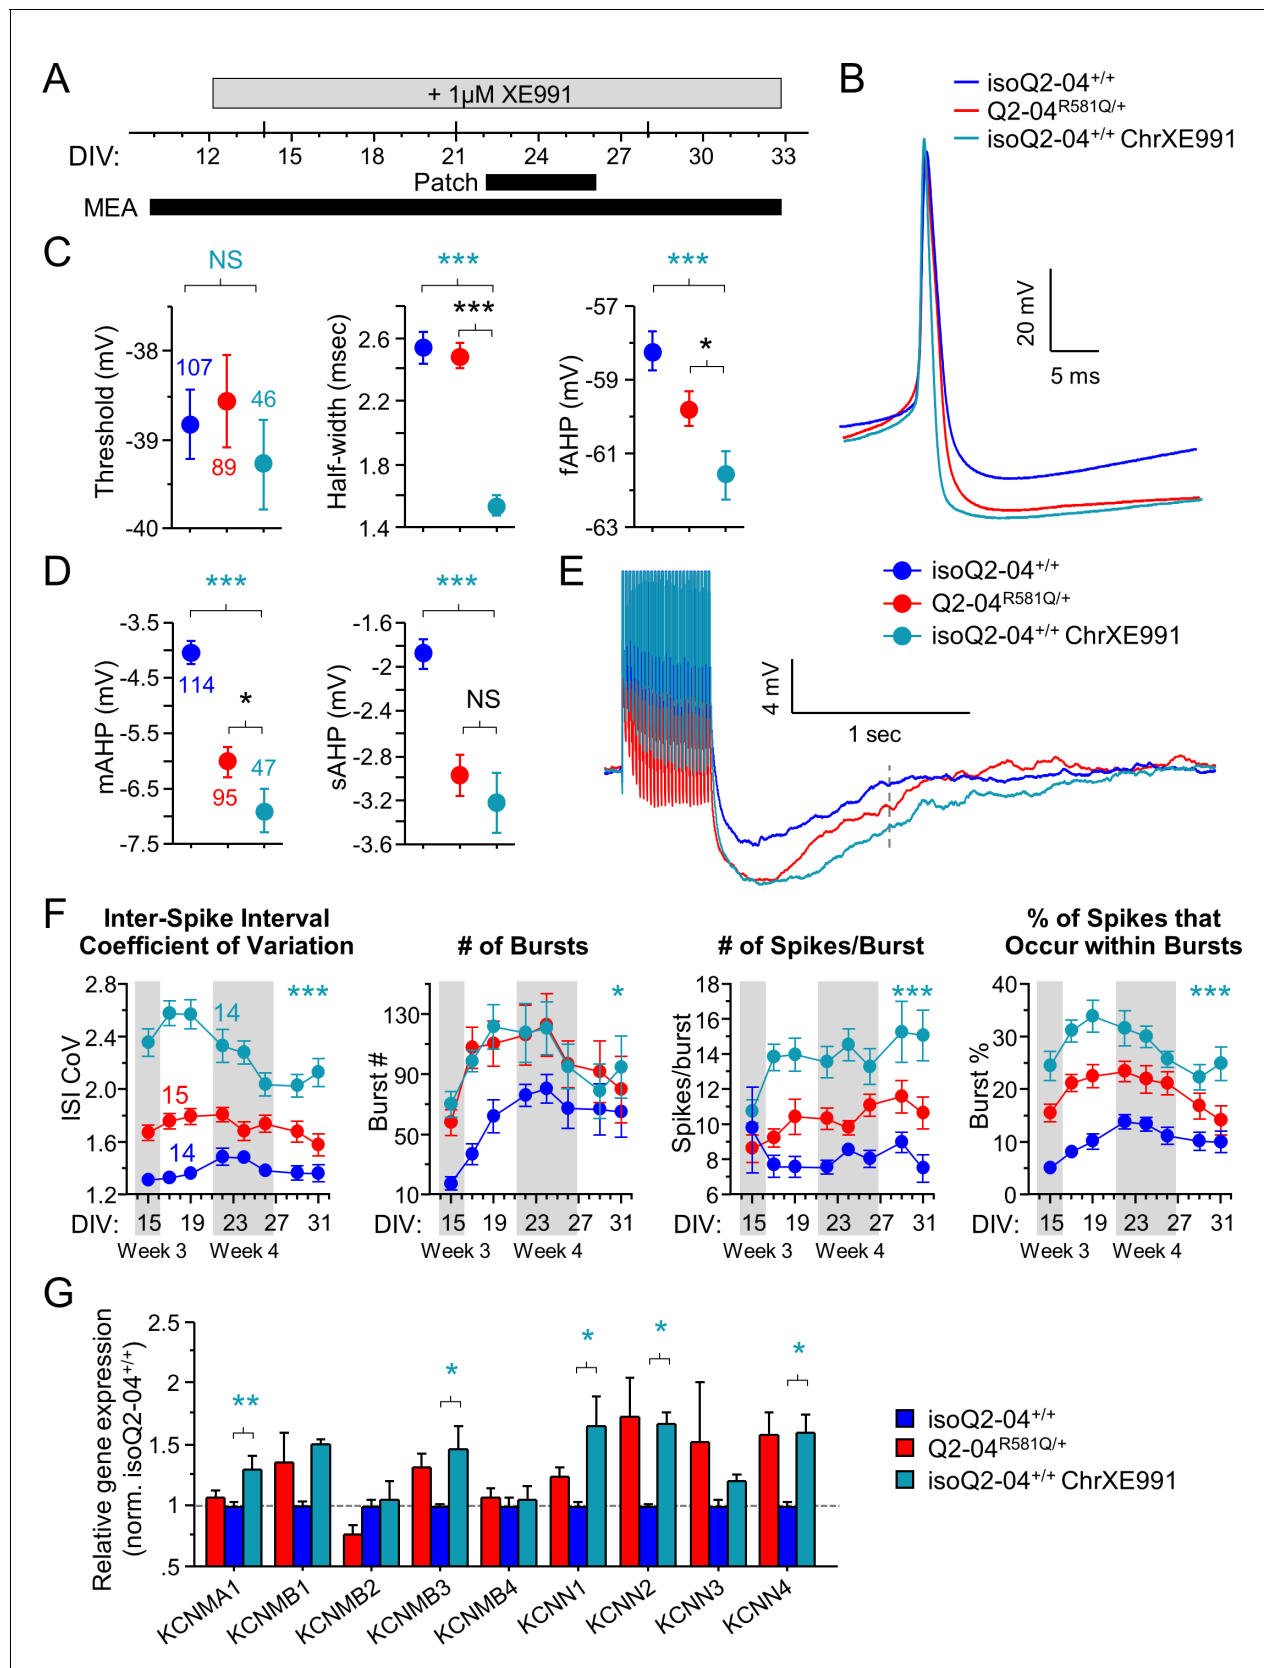 A
+ 1µM XE991
DIV:
12 15 18 21 24 27 30 33
Patch
MEA
B
isoQ2-04+/+
Q2-04R581Q/+
isoQ2-04+/+ ChrXE991
20 mV
5 ms
C
NS
Threshold (mV)
-38
-39
-40
107
89
46
***
***
Half-width (msec)
2.6
2.2
1.8
1.4
***
*
fAHP (mV)
-57
-59
-61
-63
D
***
*
mAHP (mV)
-3.5
-4.5
-5.5
-6.5
-7.5
114
95
47
***
NS
sAHP (mV)
-1.6
-2
-2.4
-2.8
-3.2
-3.6
E
isoQ2-04+/+
Q2-04R581Q/+
isoQ2-04+/+ ChrXE991
4 mV
1 sec
F
Inter-Spike Interval
Coefficient of Variation
ISI CoV
2.8
2.4
2.0
1.6
1.2
***
14
15
14
DIV: 15 19 23 27 31
Week 3 Week 4
# of Bursts
Burst #
130
90
50
10
*
DIV: 15 19 23 27 31
Week 3 Week 4
# of Spikes/Burst
Spikes/burst
18
16
14
12
10
8
6
***
DIV: 15 19 23 27 31
Week 3 Week 4
% of Spikes that
Occur within Bursts
Burst %
40
30
20
10
0
***
DIV: 15 19 23 27 31
Week 3 Week 4
G
Relative gene expression
(norm. isoQ2-04+/+)
2.5
2
1.5
1
.5
**
*
*
*
*
KCNMA1
KCNMB1
KCNMB2
KCNMB3
KCNMB4
KCNN1
KCNN2
KCNN3
KCNN4
isoQ2-04+/+
Q2-04R581Q/+
isoQ2-04+/+ ChrXE991